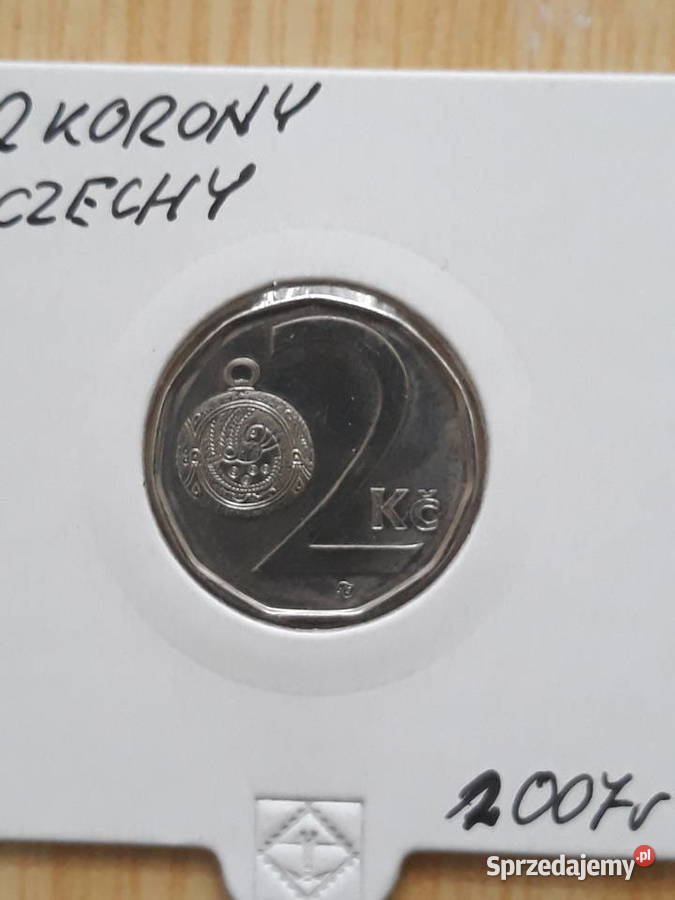 2 KORONY
CZECHY
2
Kč
2007r
Sprzedajemy.pl